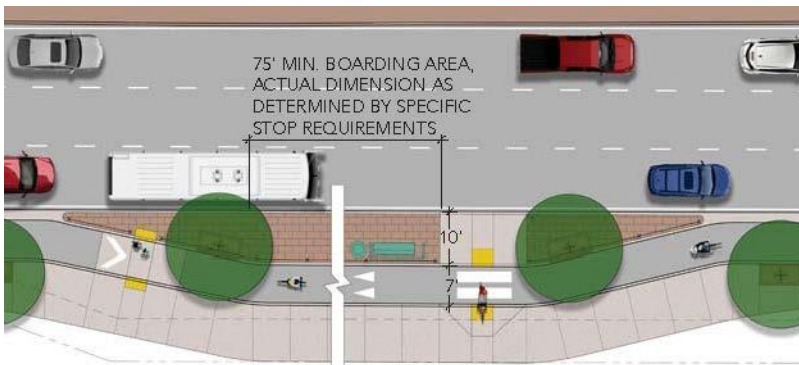 75' MIN. BOARDING AREA,
ACTUAL DIMENSION AS
DETERMINED BY SPECIFIC
STOP REQUIREMENTS
10'
7'